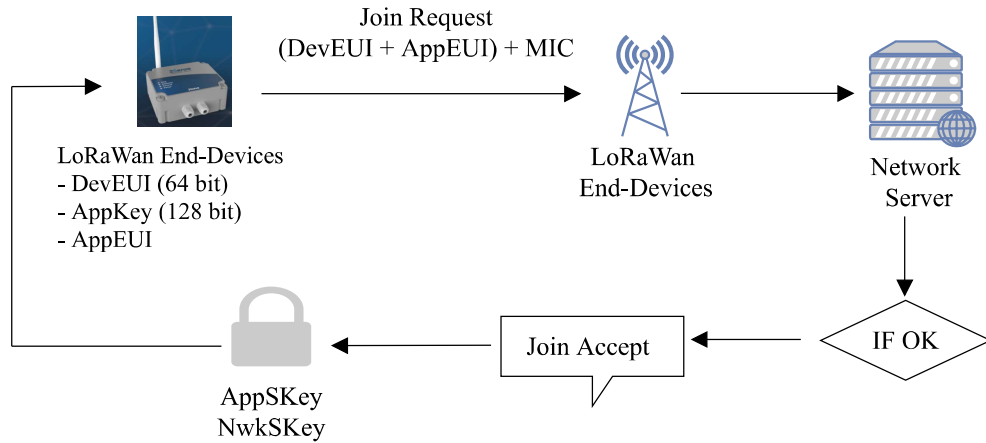 Join Request
(DevEUI + AppEUI) + MIC
LoRaWan End-Devices
- DevEUI (64 bit)
- AppKey (128 bit)
- AppEUI
LoRaWan
End-Devices
Network
Server
IF OK
Join Accept
AppSKey
NwkSKey